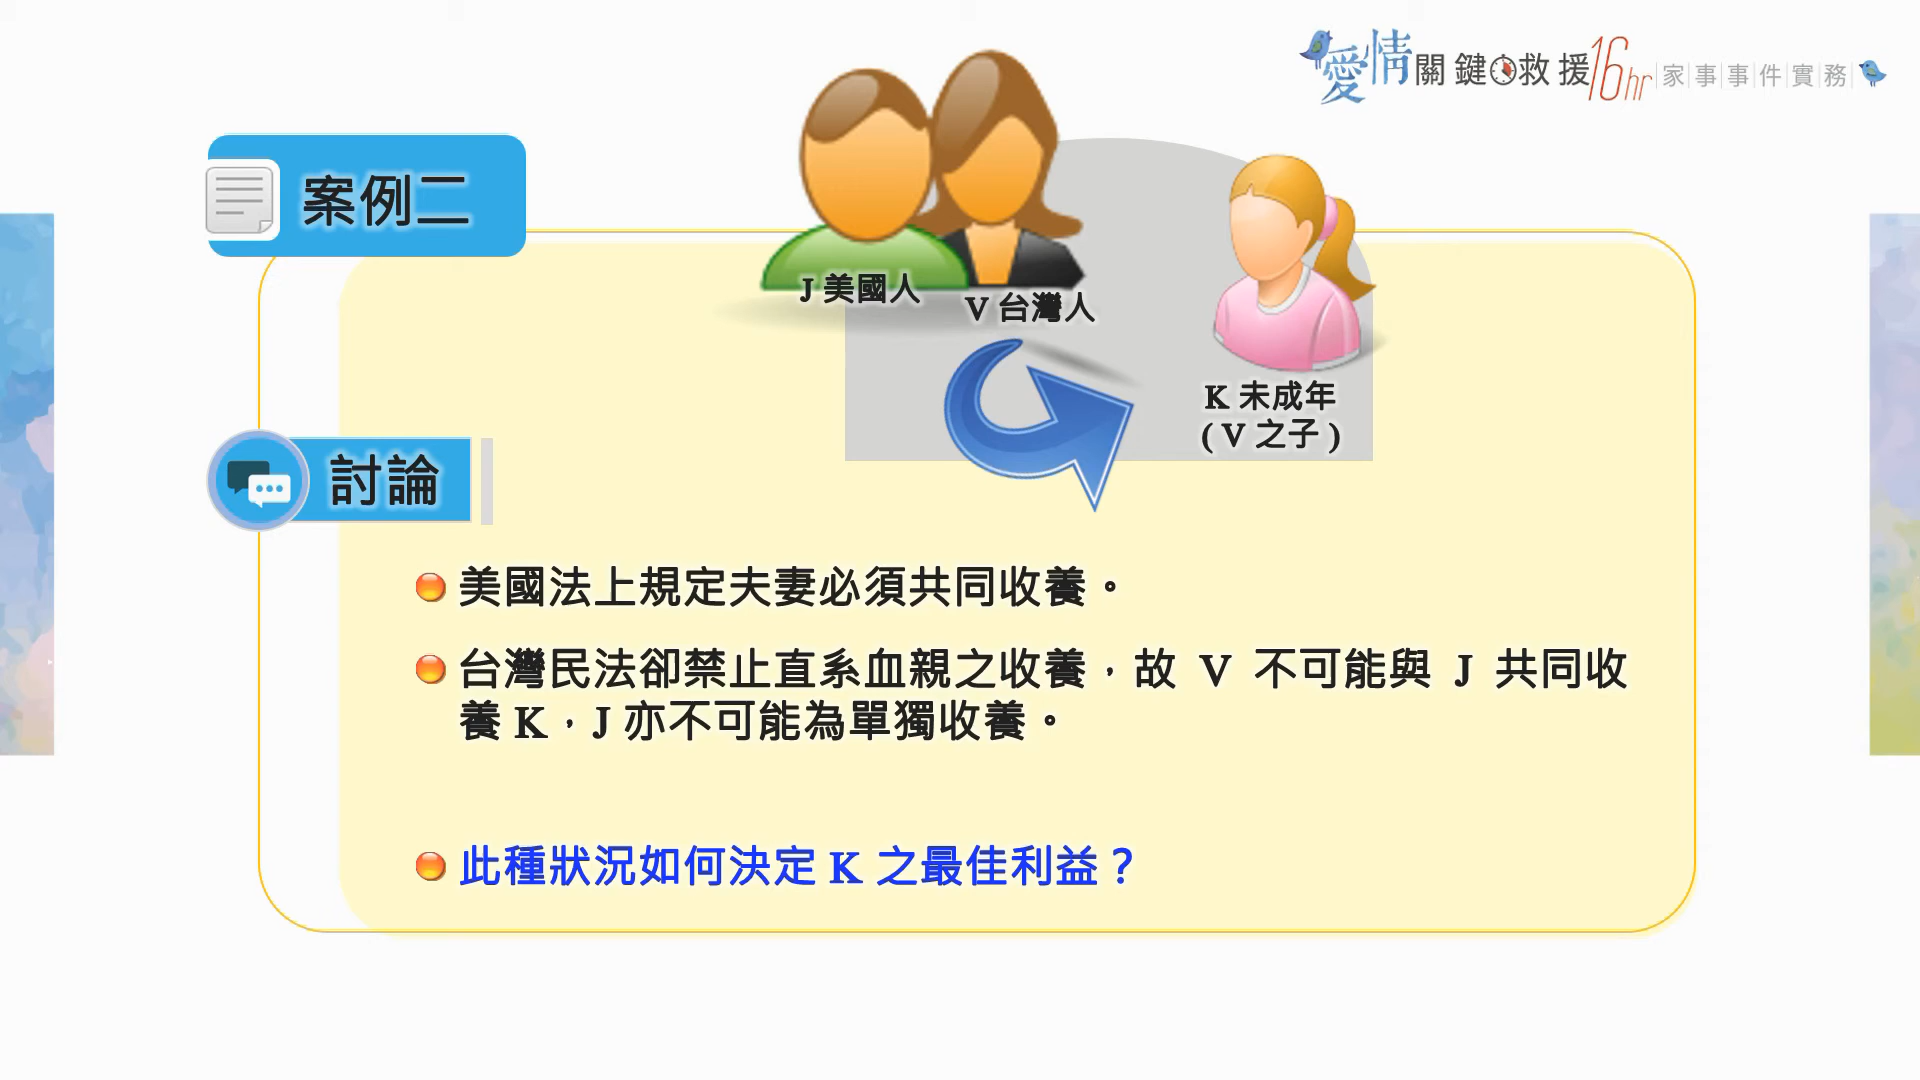 愛情關鍵救援16hr 家事事件實務
案例二
J 美國人
V 台灣人
K 未成年
( V 之子 )
討論
美國法上規定夫妻必須共同收養。
台灣民法卻禁止直系血親之收養，故 V 不可能與 J 共同收
養 K，J 亦不可能為單獨收養。
此種狀況如何決定 K 之最佳利益？